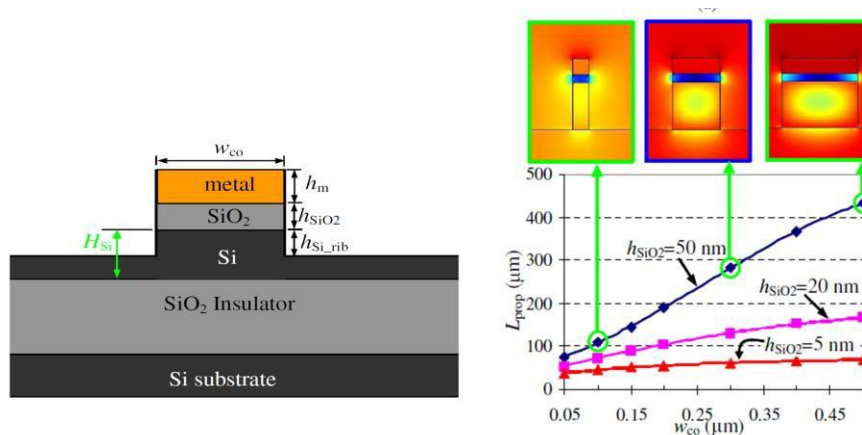 w_co
metal
h_m
SiO₂
h_SiO2
H_Si
Si
h_Si_rib
SiO₂ Insulator
Si substrate
500
400
300
200
100
0
L_prop (μm)
h_SiO2=50 nm
h_SiO2=20 nm
h_SiO2=5 nm
0.05
0.15
0.25
0.35
0.45
w_co (μm)